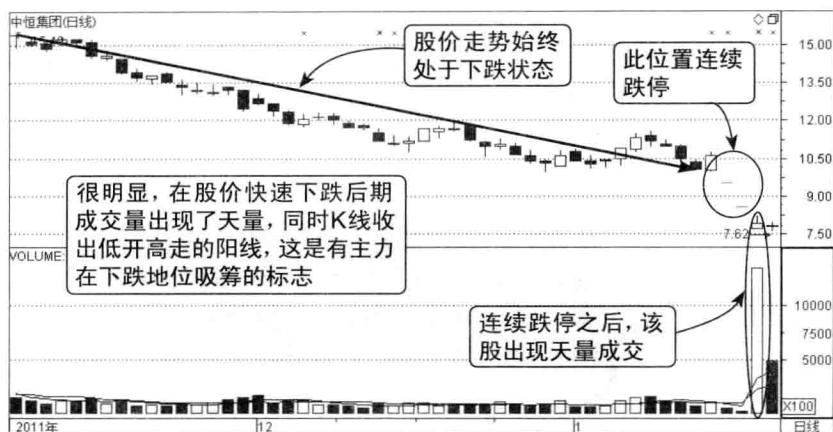 中恒集团(日线)
15.00
13.50
12.00
10.50
9.00
7.50
股价走势始终
处于下跌状态
此位置连续
跌停
很明显，在股价快速下跌后期
成交量出现了天量，同时K线收
出低开高走的阳线，这是有主力
在下跌地位吸筹的标志
7.62
VOLUME:
连续跌停之后，该
股出现天量成交
10000
7500
5000
X100
2011年
12
1
日线